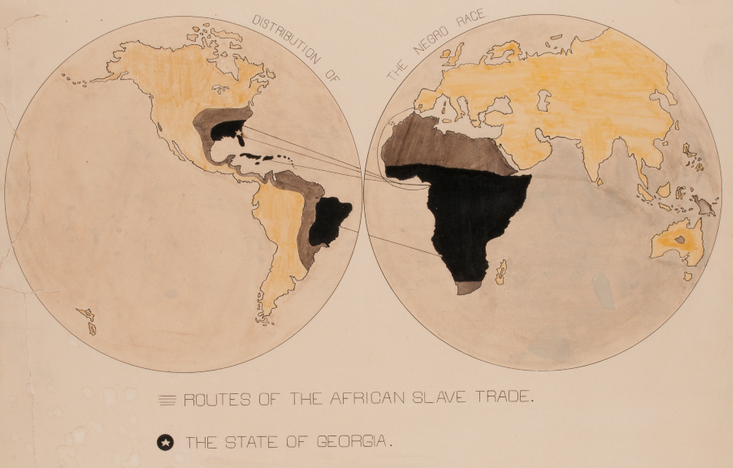 DISTRIBUTION OF
THE NEGRO RACE
ROUTES OF THE AFRICAN SLAVE TRADE.
THE STATE OF GEORGIA.